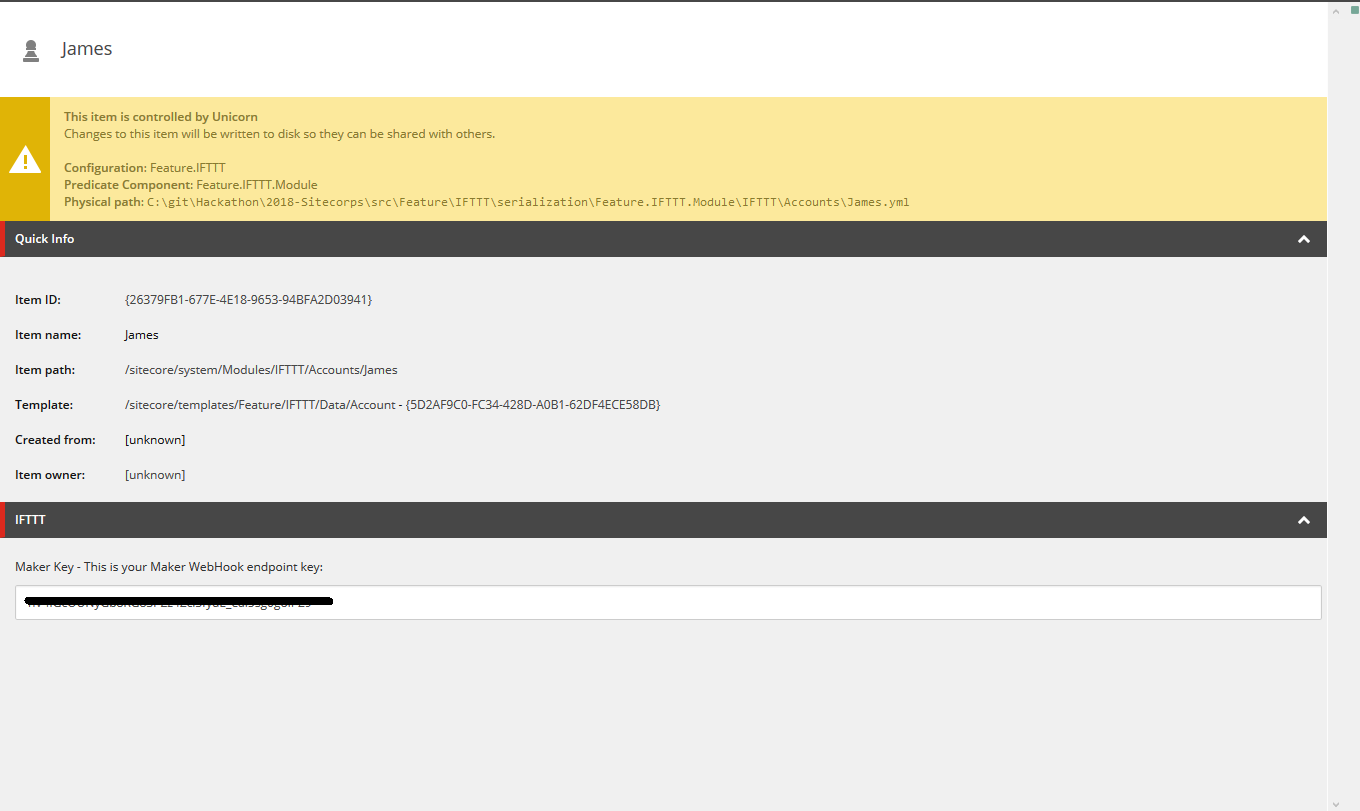 James
This item is controlled by Unicorn
Changes to this item will be written to disk so they can be shared with others.
Configuration: Feature.IFTTT
Predicate Component: Feature.IFTTT.Module
Physical path: C:\git\Hackathon\2018-Sitecorps\src\Feature\IFTTT\serialization\Feature.IFTTT.Module\IFTTT\Accounts\James.yml
Quick Info
Item ID: {26379FB1-677E-4E18-9653-94BFA2D03941}
Item name: James
Item path: /sitecore/system/Modules/IFTTT/Accounts/James
Template: /sitecore/templates/Feature/IFTTT/Data/Account - {5D2AF9C0-FC34-428D-A0B1-62DF4ECE58DB}
Created from: [unknown]
Item owner: [unknown]
IFTTT
Maker Key - This is your Maker WebHook endpoint key: